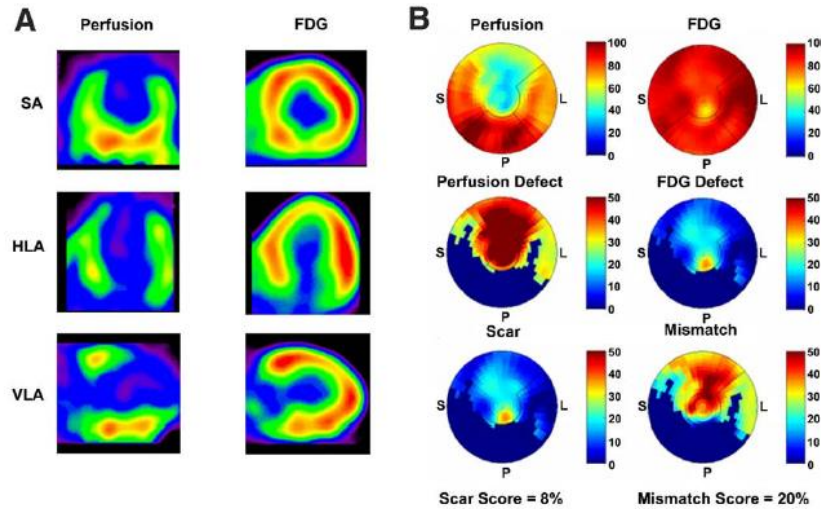 A
Perfusion
FDG
SA
HLA
VLA
B
Perfusion
FDG
S
L
P
100
80
60
40
20
0
S
L
P
100
80
60
40
20
0
Perfusion Defect
FDG Defect
S
L
P
50
40
30
20
10
0
S
L
P
50
40
30
20
10
0
Scar
Mismatch
S
L
P
50
40
30
20
10
0
S
L
P
50
40
30
20
10
0
Scar Score = 8%
Mismatch Score = 20%